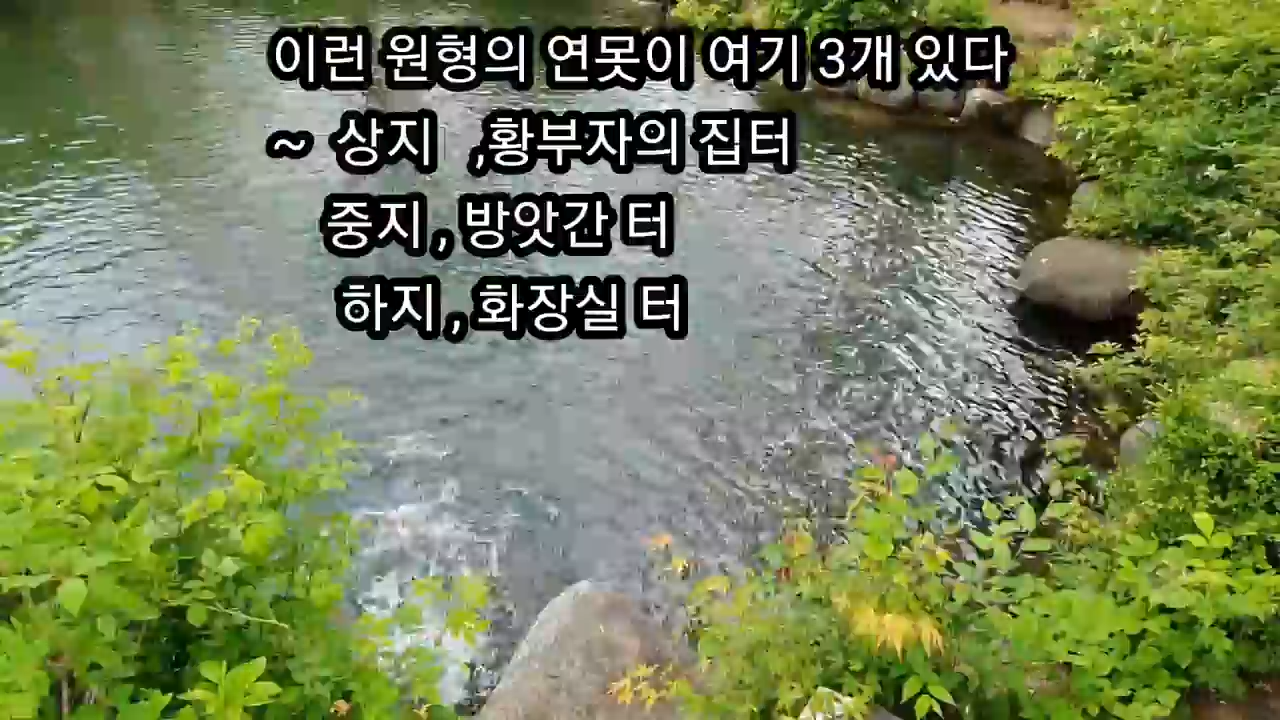 이런 원형의 연못이 여기 3개 있다
~ 상지 ,황부자의 집터
중지, 방앗간 터
하지, 화장실 터